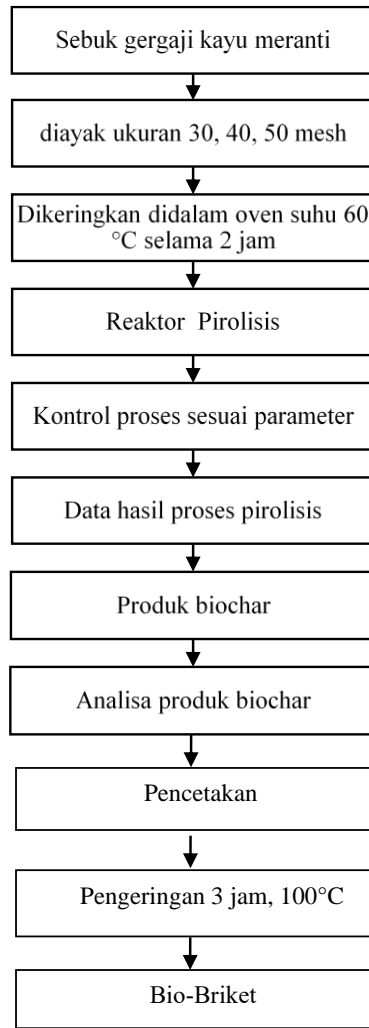 Sebuk gergaji kayu meranti
diayak ukuran 30, 40, 50 mesh
Dikeringkan didalam oven suhu 60
°C selama 2 jam
Reaktor Pirolisis
Kontrol proses sesuai parameter
Data hasil proses pirolisis
Produk biochar
Analisa produk biochar
Pencetakan
Pengeringan 3 jam, 100°C
Bio-Briket